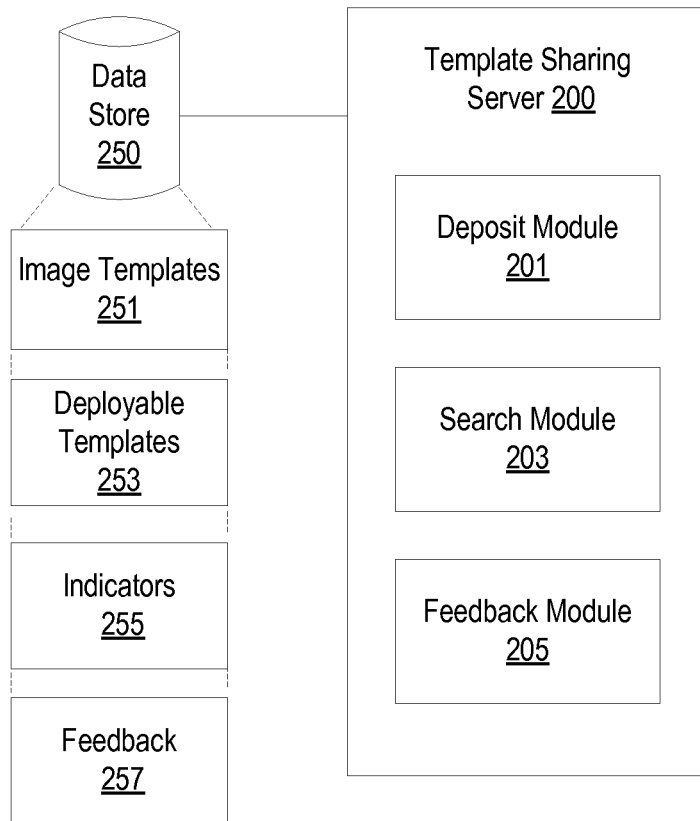 Data
Store
250
Image Templates
251
Deployable
Templates
253
Indicators
255
Feedback
257
Template Sharing
Server 200
Deposit Module
201
Search Module
203
Feedback Module
205